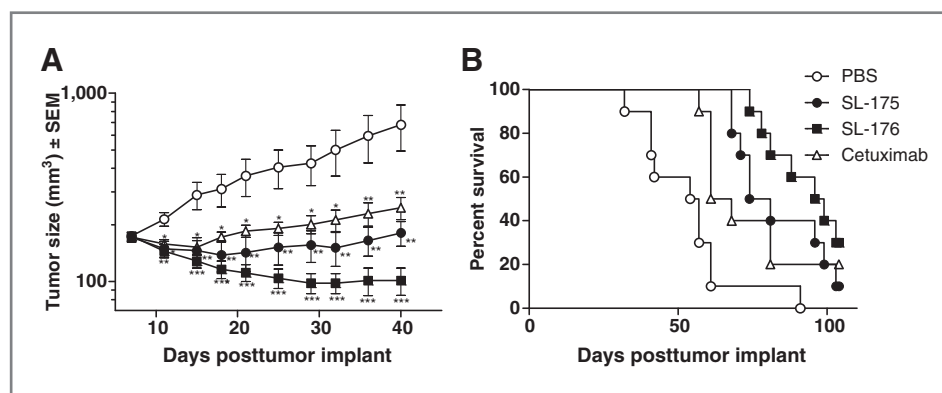 A
1,000
100
Tumor size (mm³) ± SEM
* * * * * * ** **
** ** ** ** ** ** ** **
** *** *** *** *** *** *** *** ***
10 20 30 40
Days posttumor implant
B
100
80
60
40
20
0
Percent survival
0 50 100
Days posttumor implant
PBS
SL-175
SL-176
Cetuximab